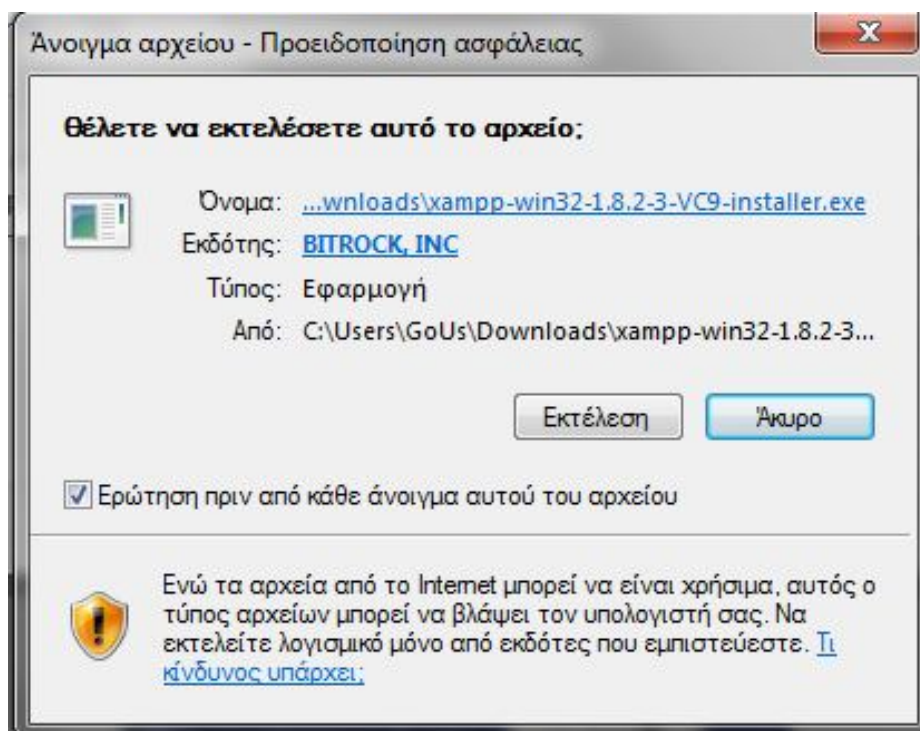 Άνοιγμα αρχείου - Προειδοποίηση ασφάλειας
Θέλετε να εκτελέσετε αυτό το αρχείο;
Όνομα: ...wnloads\xampp-win32-1.8.2-3-VC9-installer.exe
Εκδότης: BITROCK, INC
Τύπος: Εφαρμογή
Από: C:\Users\GoUs\Downloads\xampp-win32-1.8.2-3...
Εκτέλεση Άκυρο
Ερώτηση πριν από κάθε άνοιγμα αυτού του αρχείου
Ενώ τα αρχεία από το Internet μπορεί να είναι χρήσιμα, αυτός ο
τύπος αρχείων μπορεί να βλάψει τον υπολογιστή σας. Να
εκτελείτε λογισμικό μόνο από εκδότες που εμπιστεύεστε. Τι
κίνδυνος υπάρχει;